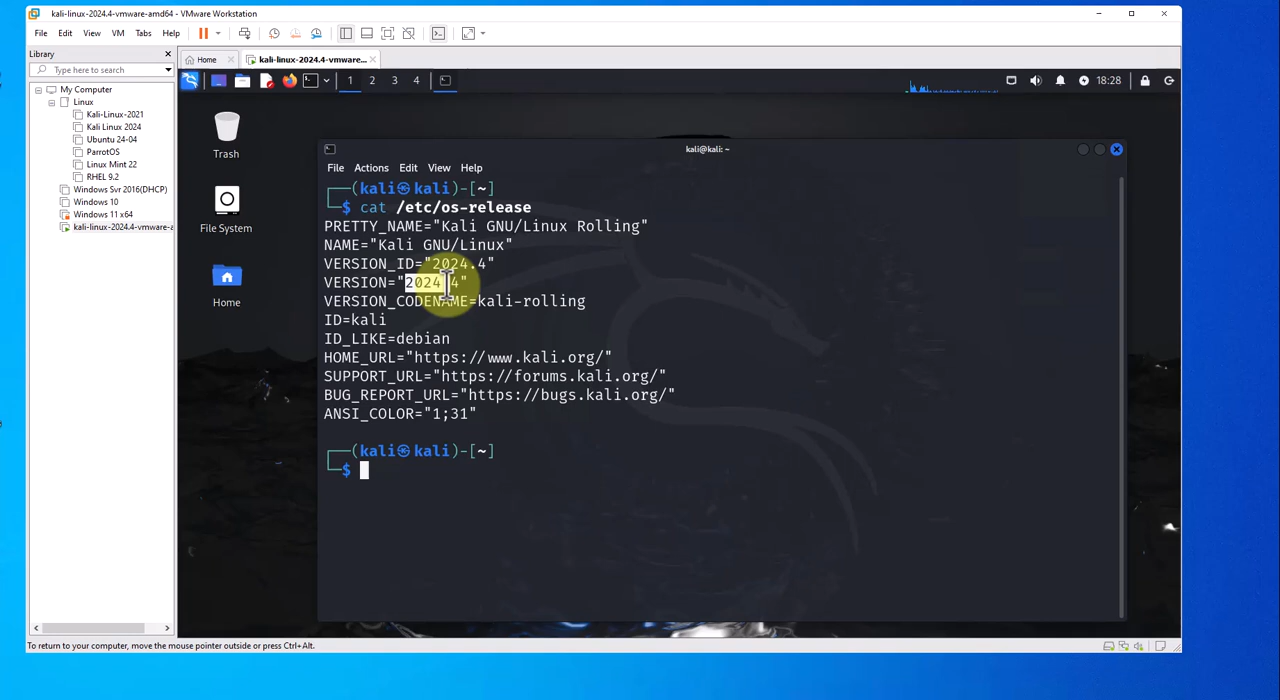 kali-linux-2024.4-vmware-amd64 - VMware Workstation
File Edit View VM Tabs Help
Library
Type here to search
Home
kali-linux-2024.4-vmware...
My Computer
Linux
Kali-Linux-2021
Kali Linux 2024
Ubuntu 24-04
ParrotOS
Linux Mint 22
RHEL 9.2
Windows Svr 2016(DHCP)
Windows 10
Windows 11 x64
kali-linux-2024.4-vmware-a
1 2 3 4
18:28
Trash
File System
Home
kali@kali: ~
File Actions Edit View Help
┌──(kali㉿kali)-[~]
└─$ cat /etc/os-release
PRETTY_NAME="Kali GNU/Linux Rolling"
NAME="Kali GNU/Linux"
VERSION_ID="2024.4"
VERSION="2024.4"
VERSION_CODENAME=kali-rolling
ID=kali
ID_LIKE=debian
HOME_URL="https://www.kali.org/"
SUPPORT_URL="https://forums.kali.org/"
BUG_REPORT_URL="https://bugs.kali.org/"
ANSI_COLOR="1;31"
┌──(kali㉿kali)-[~]
└─$
To return to your computer, move the mouse pointer outside or press Ctrl+Alt.